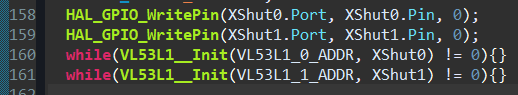 158 HAL_GPIO_WritePin(XShut0.Port, XShut0.Pin, 0);
159 HAL_GPIO_WritePin(XShut1.Port, XShut1.Pin, 0);
160 while(VL53L1__Init(VL53L1_0_ADDR, XShut0) != 0){}
161 while(VL53L1__Init(VL53L1_1_ADDR, XShut1) != 0){}
162